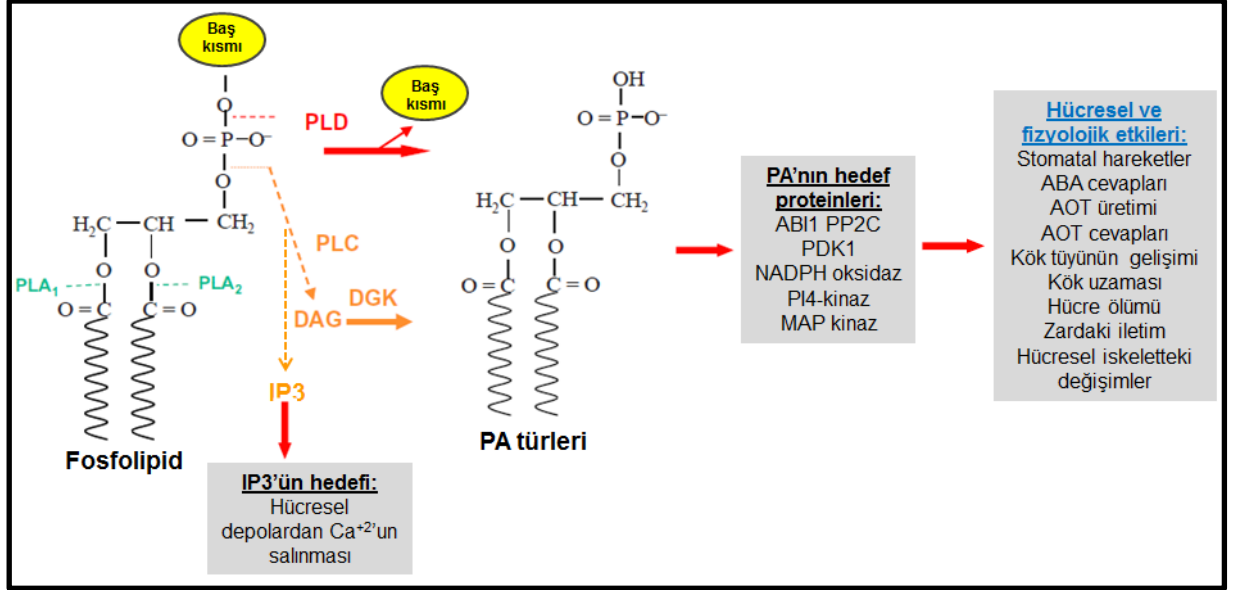 Baş
kısmı
O
O=P–O⁻
O
H₂C — CH — CH₂
O O
PLA₁
PLA₂
O=C C=O
Fosfolipid
PLD
Baş
kısmı
PLC
DAG
DGK
IP3
IP3’ün hedefi:
Hücresel
depolardan Ca⁺²’un
salınması
OH
O=P–O⁻
O
H₂C—CH—CH₂
O O
O=C C=O
PA türleri
PA’nın hedef
proteinleri:
ABI1 PP2C
PDK1
NADPH oksidaz
PI4-kinaz
MAP kinaz
Hücresel ve
fizyolojik etkileri:
Stomatal hareketler
ABA cevapları
AOT üretimi
AOT cevapları
Kök tüyünün gelişimi
Kök uzaması
Hücre ölümü
Zardaki iletim
Hücresel iskeletteki
değişimler